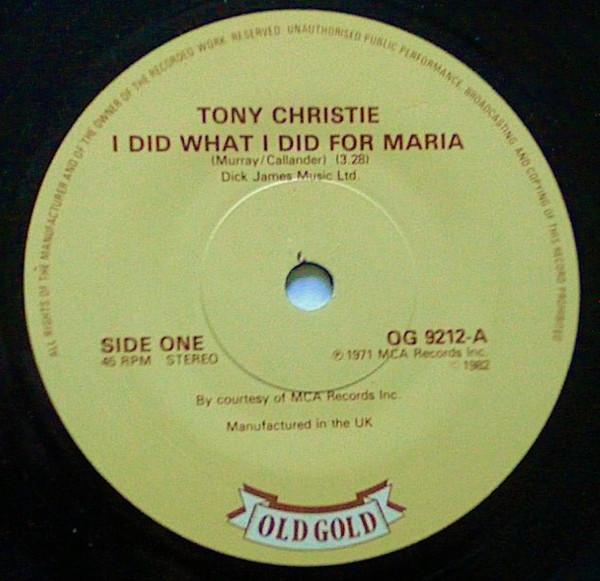 ALL RIGHTS OF THE MANUFACTURER AND OF THE OWNER OF THE RECORDED WORK RESERVED. UNAUTHORISED PUBLIC PERFORMANCE, BROADCASTING AND COPYING OF THIS RECORD PROHIBITED
TONY CHRISTIE
I DID WHAT I DID FOR MARIA
(Murray/Callander) (3.28)
Dick James Music Ltd.
SIDE ONE
45 RPM STEREO
OG 9212-A
℗ 1971 MCA Records Inc.
© 1982
By courtesy of MCA Records Inc.
Manufactured in the UK
OLD GOLD